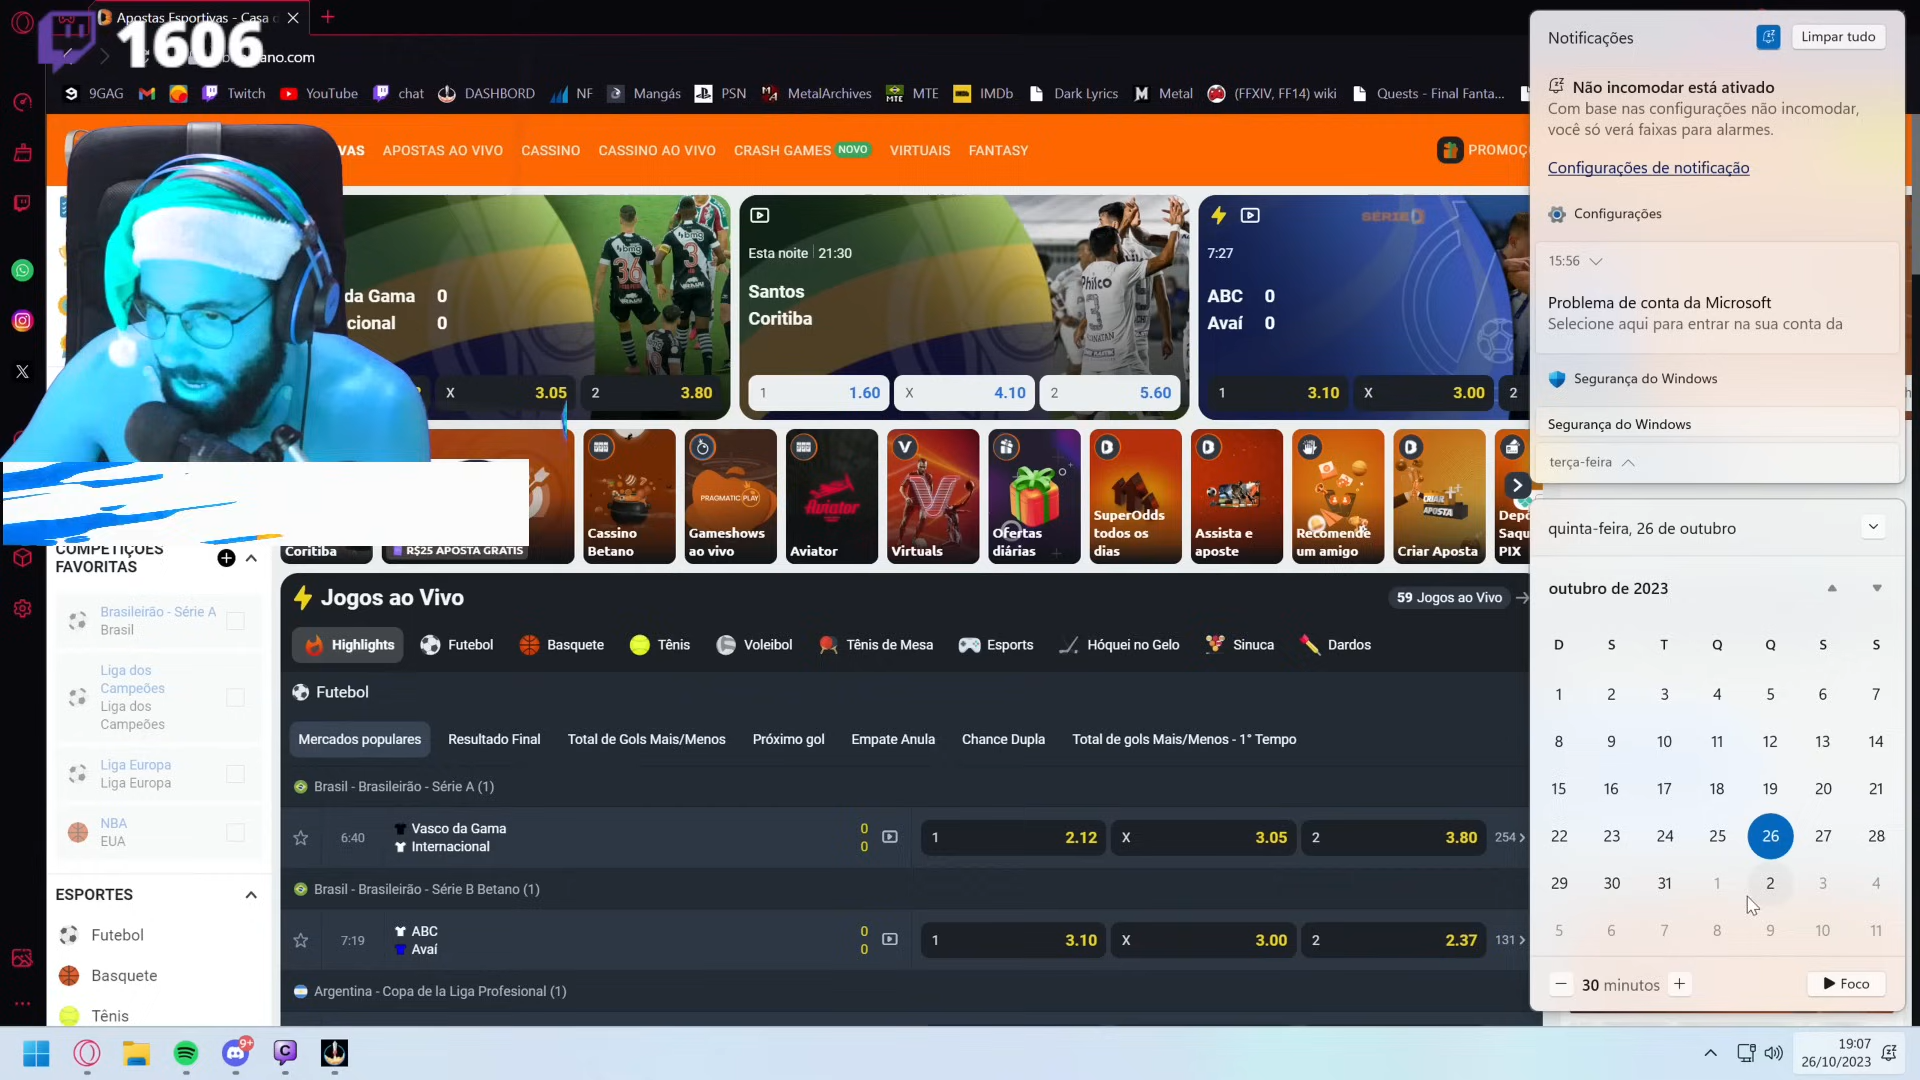 Apostas Esportivas - Casa d
1606
ano.com
9GAG
Twitch
YouTube
chat
DASHBORD
NF
Mangás
PSN
MetalArchives
MTE
IMDb
Dark Lyrics
Metal
(FFXIV, FF14) wiki
Quests - Final Fanta...
VAS
APOSTAS AO VIVO
CASSINO
CASSINO AO VIVO
CRASH GAMES NOVO
VIRTUAIS
FANTASY
PROMOÇ
da Gama 0
cional 0
X 3.05
2 3.80
Esta noite | 21:30
Santos
Coritiba
1 1.60
X 4.10
2 5.60
SÉRIE D
7:27
ABC 0
Avaí 0
1 3.10
X 3.00
2
Coritiba
R$25 APOSTA GRÁTIS
Cassino
Betano
PRAGMATIC PLAY
Gameshows
ao vivo
Aviator
Aviator
Virtuals
Ofertas
diárias
SuperOdds
todos os
dias
Assista e
aposte
Recomende
um amigo
CRIAR APOSTA
Criar Aposta
Depó
Saqu
PIX
COMPETIÇÕES
FAVORITAS
Brasileirão - Série A
Brasil
Liga dos
Campeões
Liga dos
Campeões
Liga Europa
Liga Europa
NBA
EUA
ESPORTES
Futebol
Basquete
Tênis
Jogos ao Vivo
59 Jogos ao Vivo
Highlights
Futebol
Basquete
Tênis
Voleibol
Tênis de Mesa
Esports
Hóquei no Gelo
Sinuca
Dardos
Futebol
Mercados populares
Resultado Final
Total de Gols Mais/Menos
Próximo gol
Empate Anula
Chance Dupla
Total de gols Mais/Menos - 1° Tempo
Brasil - Brasileirão - Série A (1)
6:40
Vasco da Gama 0
Internacional 0
1 2.12
X 3.05
2 3.80
254
Brasil - Brasileirão - Série B Betano (1)
7:19
ABC 0
Avaí 0
1 3.10
X 3.00
2 2.37
131
Argentina - Copa de la Liga Profesional (1)
Notificações
Limpar tudo
Não incomodar está ativado
Com base nas configurações não incomodar,
você só verá faixas para alarmes.
Configurações de notificação
Configurações
15:56
Problema de conta da Microsoft
Selecione aqui para entrar na sua conta da
Segurança do Windows
Segurança do Windows
terça-feira
quinta-feira, 26 de outubro
outubro de 2023
D S T Q Q S S
1 2 3 4 5 6 7
8 9 10 11 12 13 14
15 16 17 18 19 20 21
22 23 24 25 26 27 28
29 30 31 1 2 3 4
5 6 7 8 9 10 11
30 minutos
Foco
9+
19:07
26/10/2023